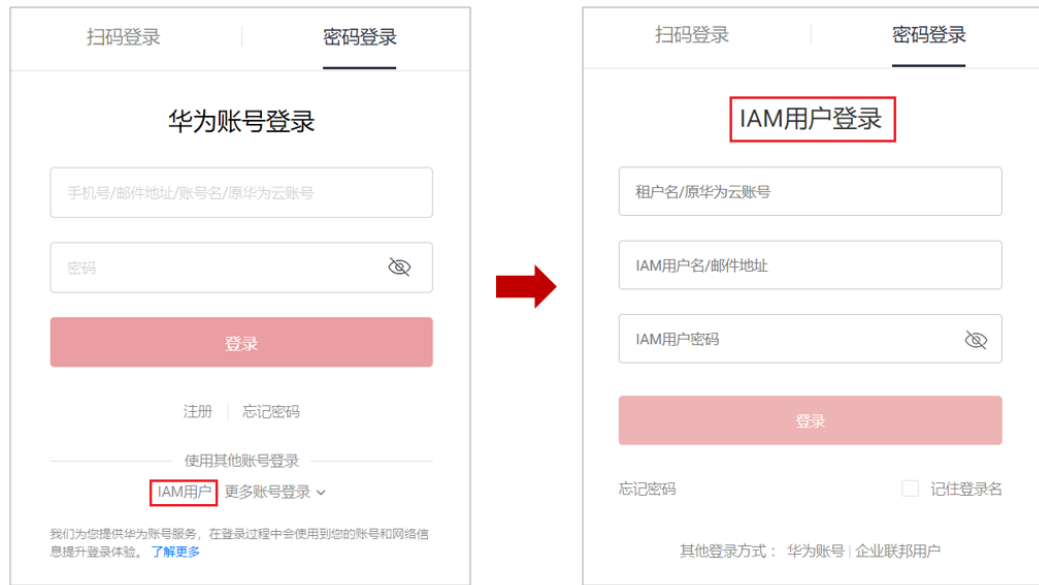 扫码登录
密码登录
华为账号登录
手机号/邮件地址/账号名/原华为云账号
密码
登录
注册
忘记密码
使用其他账号登录
IAM用户
更多账号登录
我们为您提供华为账号服务，在登录过程中会使用到您的账号和网络信
息提升登录体验。 了解更多
扫码登录
密码登录
IAM用户登录
租户名/原华为云账号
IAM用户名/邮件地址
IAM用户密码
登录
忘记密码
记住登录名
其他登录方式： 华为账号 | 企业联邦用户